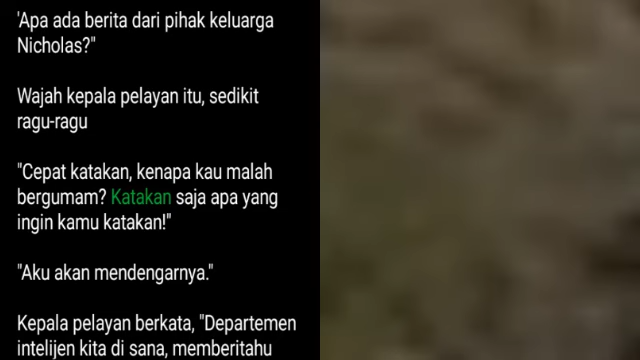 'Apa ada berita dari pihak keluarga
Nicholas?"
Wajah kepala pelayan itu, sedikit
ragu-ragu
"Cepat katakan, kenapa kau malah
bergumam? Katakan saja apa yang
ingin kamu katakan!"
"Aku akan mendengarnya."
Kepala pelayan berkata, "Departemen
intelijen kita di sana, memberitahu